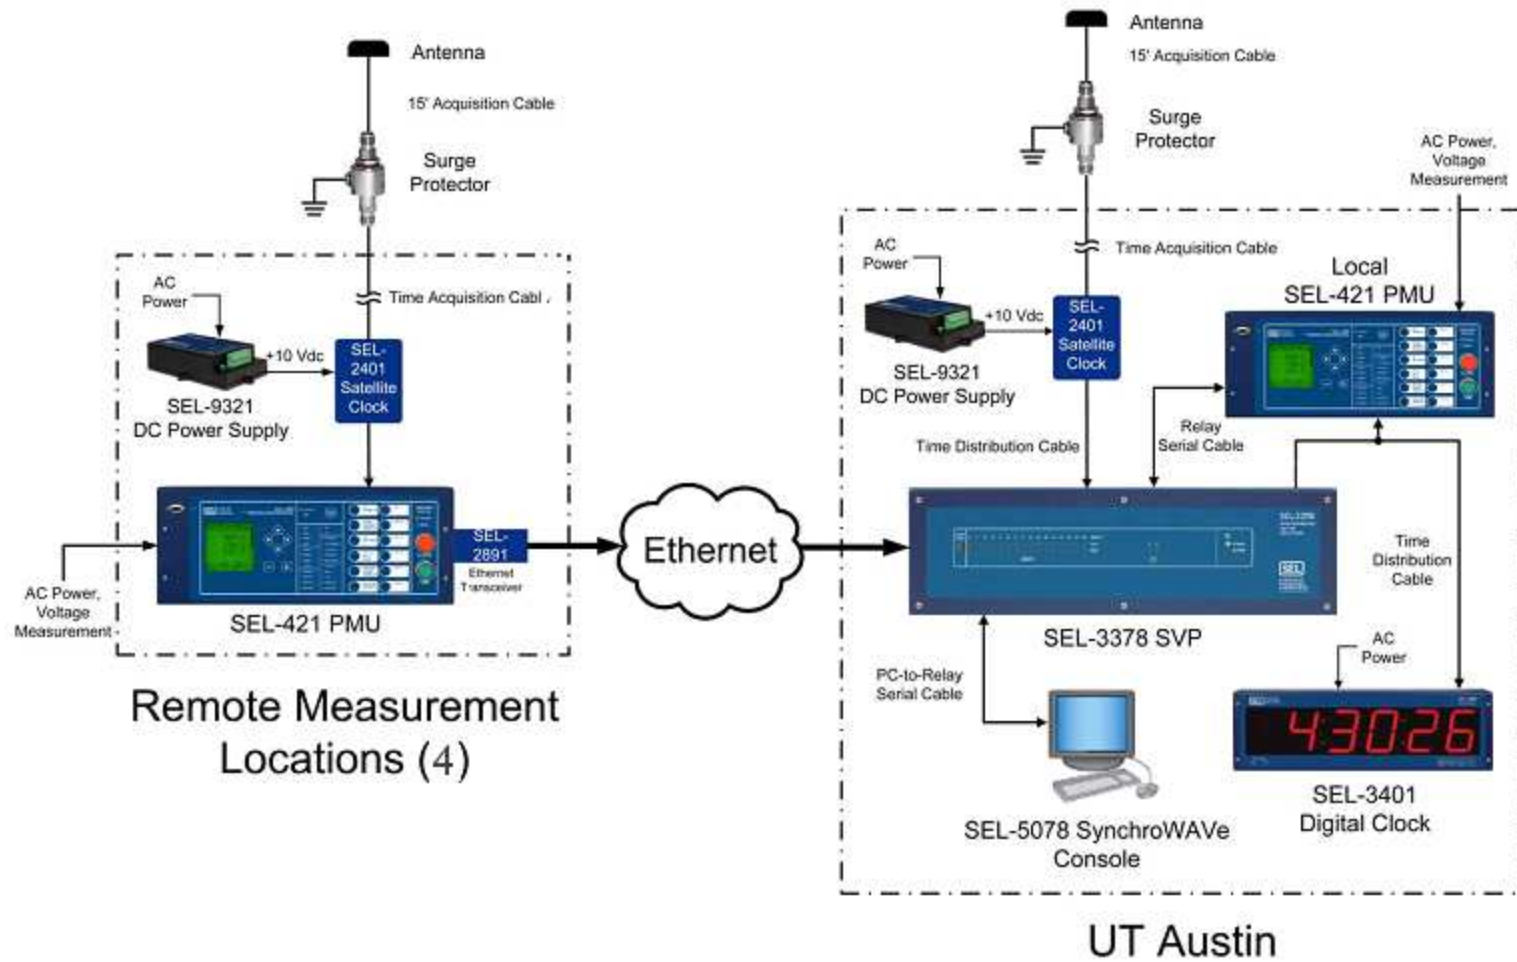 Antenna
15' Acquisition Cable
Surge
Protector
AC
Power
Time Acquisition Cabl
+10 Vdc
SEL-
2401
Satellite
Clock
SEL-9321
DC Power Supply
SEL-
2891
Ethernet
Transceiver
AC Power,
Voltage
Measurement
SEL-421 PMU
Remote Measurement
Locations (4)
Ethernet
Antenna
15' Acquisition Cable
Surge
Protector
AC Power,
Voltage
Measurement
AC
Power
Time Acquisition Cable
Local
SEL-421 PMU
+10 Vdc
SEL-
2401
Satellite
Clock
SEL-9321
DC Power Supply
Time Distribution Cable
Relay
Serial Cable
SEL
Time
Distribution
Cable
SEL-3378 SVP
PC-to-Relay
Serial Cable
AC
Power
4:30:26
SEL-5078 SynchroWAVe
Console
SEL-3401
Digital Clock
UT Austin